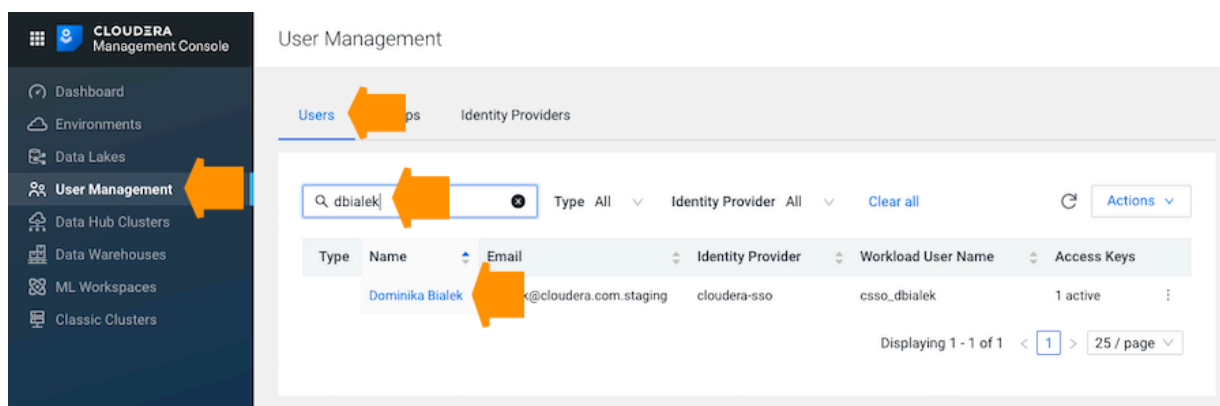 CLOUDERA
Management Console
Dashboard
Environments
Data Lakes
User Management
Data Hub Clusters
Data Warehouses
ML Workspaces
Classic Clusters
User Management
Users ps Identity Providers
dbialek Type All Identity Provider All Clear all Actions
Type Name Email Identity Provider Workload User Name Access Keys
Dominika Bialek @cloudera.com.staging cloudera-sso csso_dbialek 1 active
Displaying 1 - 1 of 1 < 1 > 25 / page